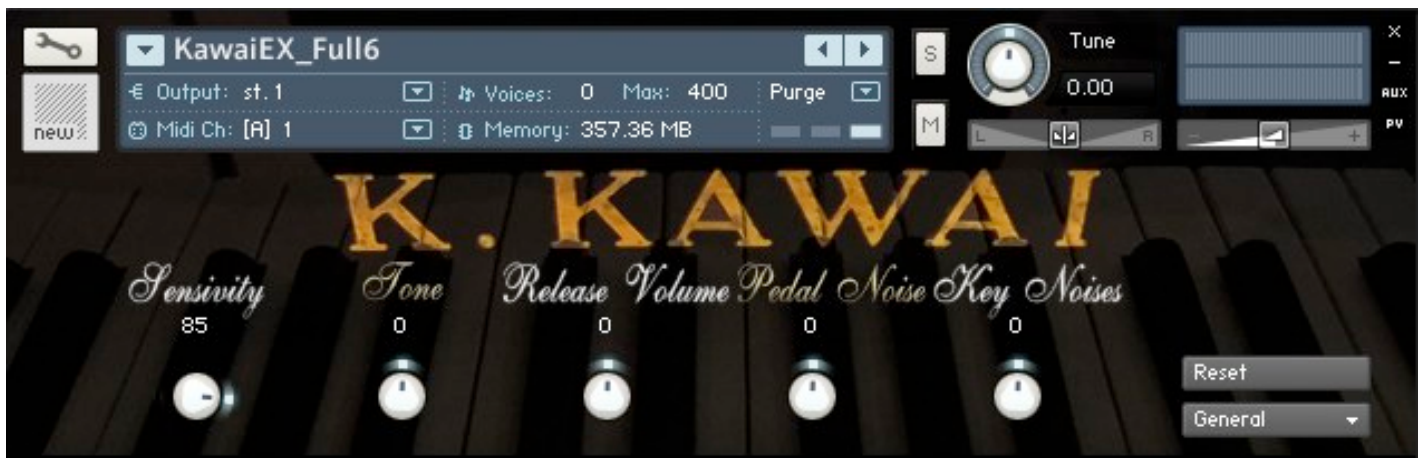 KawaiEX_Full6
S
Tune
×
–
Output: st. 1
Voices: 0 Max: 400
Purge
0.00
AUX
new
Midi Ch: [A] 1
Memory: 357.36 MB
M
L
R
–
+
PV
K. KAWAI
Sensivity
Tone
Release Volume
Pedal Noise
Key Noises
85
0
0
0
0
Reset
General